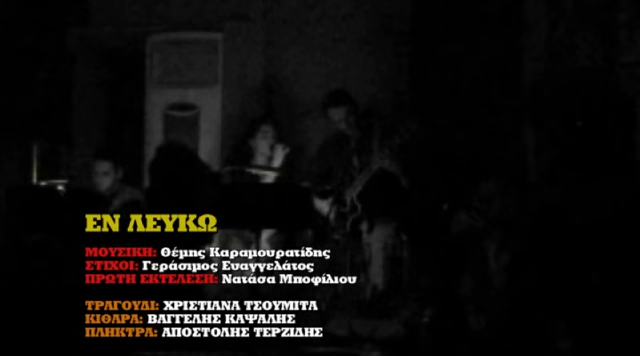 ΕΝ ΛΕΥΚΩ
ΜΟΥΣΙΚΗ: Θέμης Καραμουρατίδης
ΣΤΙΧΟΙ: Γεράσιμος Ευαγγελάτος
ΠΡΩΤΗ ΕΚΤΕΛΕΣΗ: Νατάσα Μποφίλιου
ΤΡΑΓΟΥΔΙ: ΧΡΙΣΤΙΑΝΑ ΤΣΟΥΜΙΤΑ
ΚΙΘΑΡΑ: ΒΑΓΓΕΛΗΣ ΚΑΨΑΛΗΣ
ΠΛΗΚΤΡΑ: ΑΠΟΣΤΟΛΗΣ ΤΕΡΖΙΔΗΣ